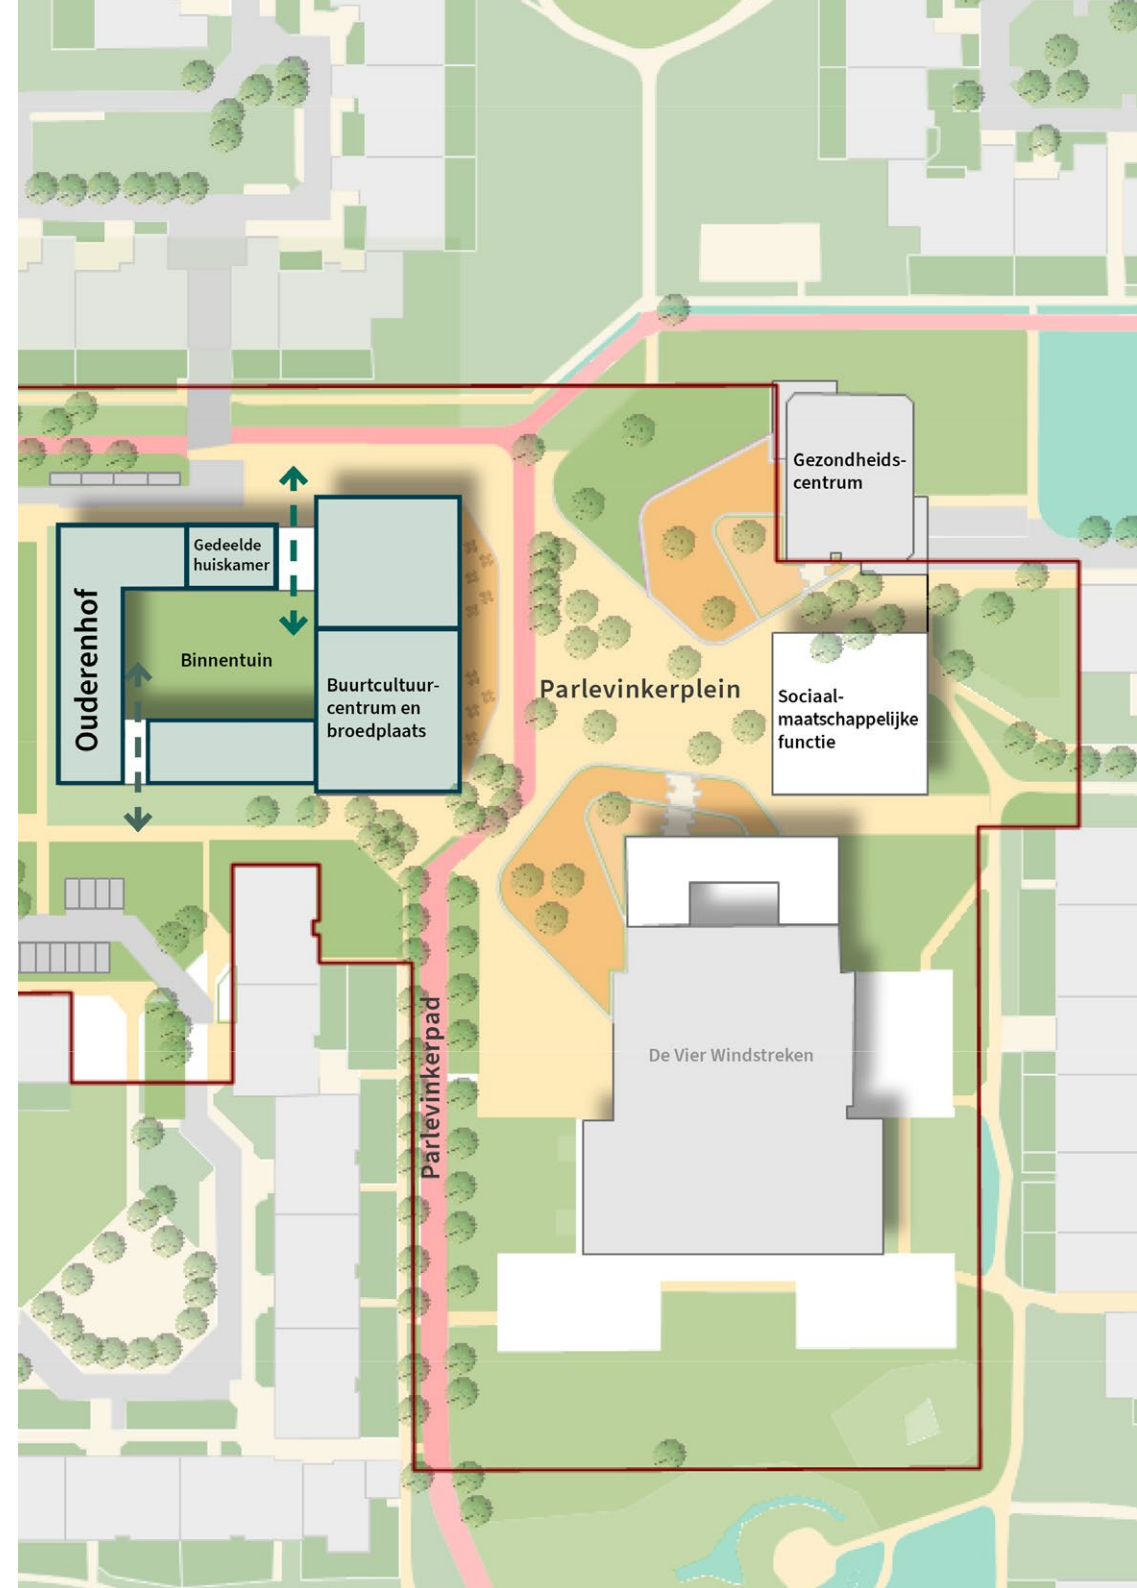 Gezondheids-
centrum
Gedeelde
huiskamer
Ouderenhof
Binnentuin
Buurtcultuur-
centrum en
broedplaats
Parlevinkerplein
Sociaal-
maatschappelijke
functie
De Vier Windstreken
Parlevinkerpad